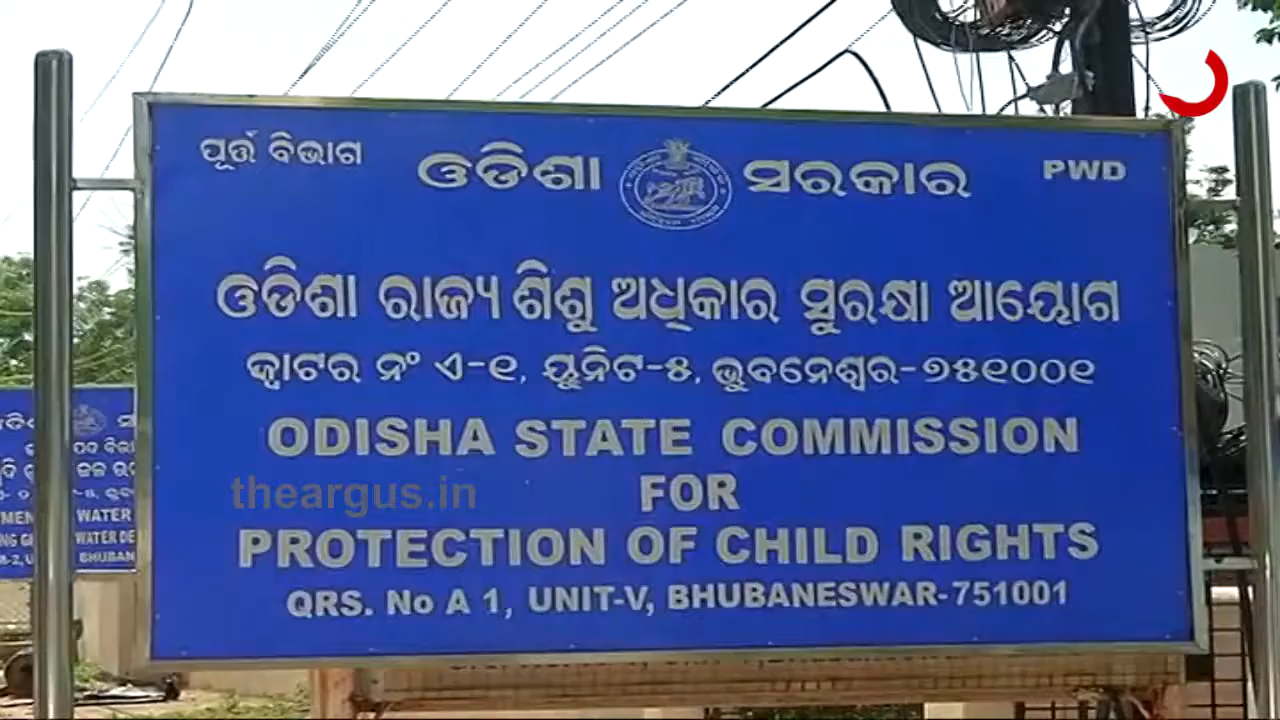 ପୂର୍ତ୍ତ ବିଭାଗ ଓଡିଶା ସରକାର PWD
ଓଡିଶା ରାଜ୍ୟ ଶିଶୁ ଅଧିକାର ସୁରକ୍ଷା ଆୟୋଗ
କ୍ୱାଟର ନଂ ଏ-୧, ୟୁନିଟ-୫, ଭୁବନେଶ୍ୱର-୭୫୧୦୦୧
ODISHA STATE COMMISSION
FOR
PROTECTION OF CHILD RIGHTS
QRS. No A 1, UNIT-V, BHUBANESWAR-751001
theargus.in
WATER
WATER DE
BHUBAN